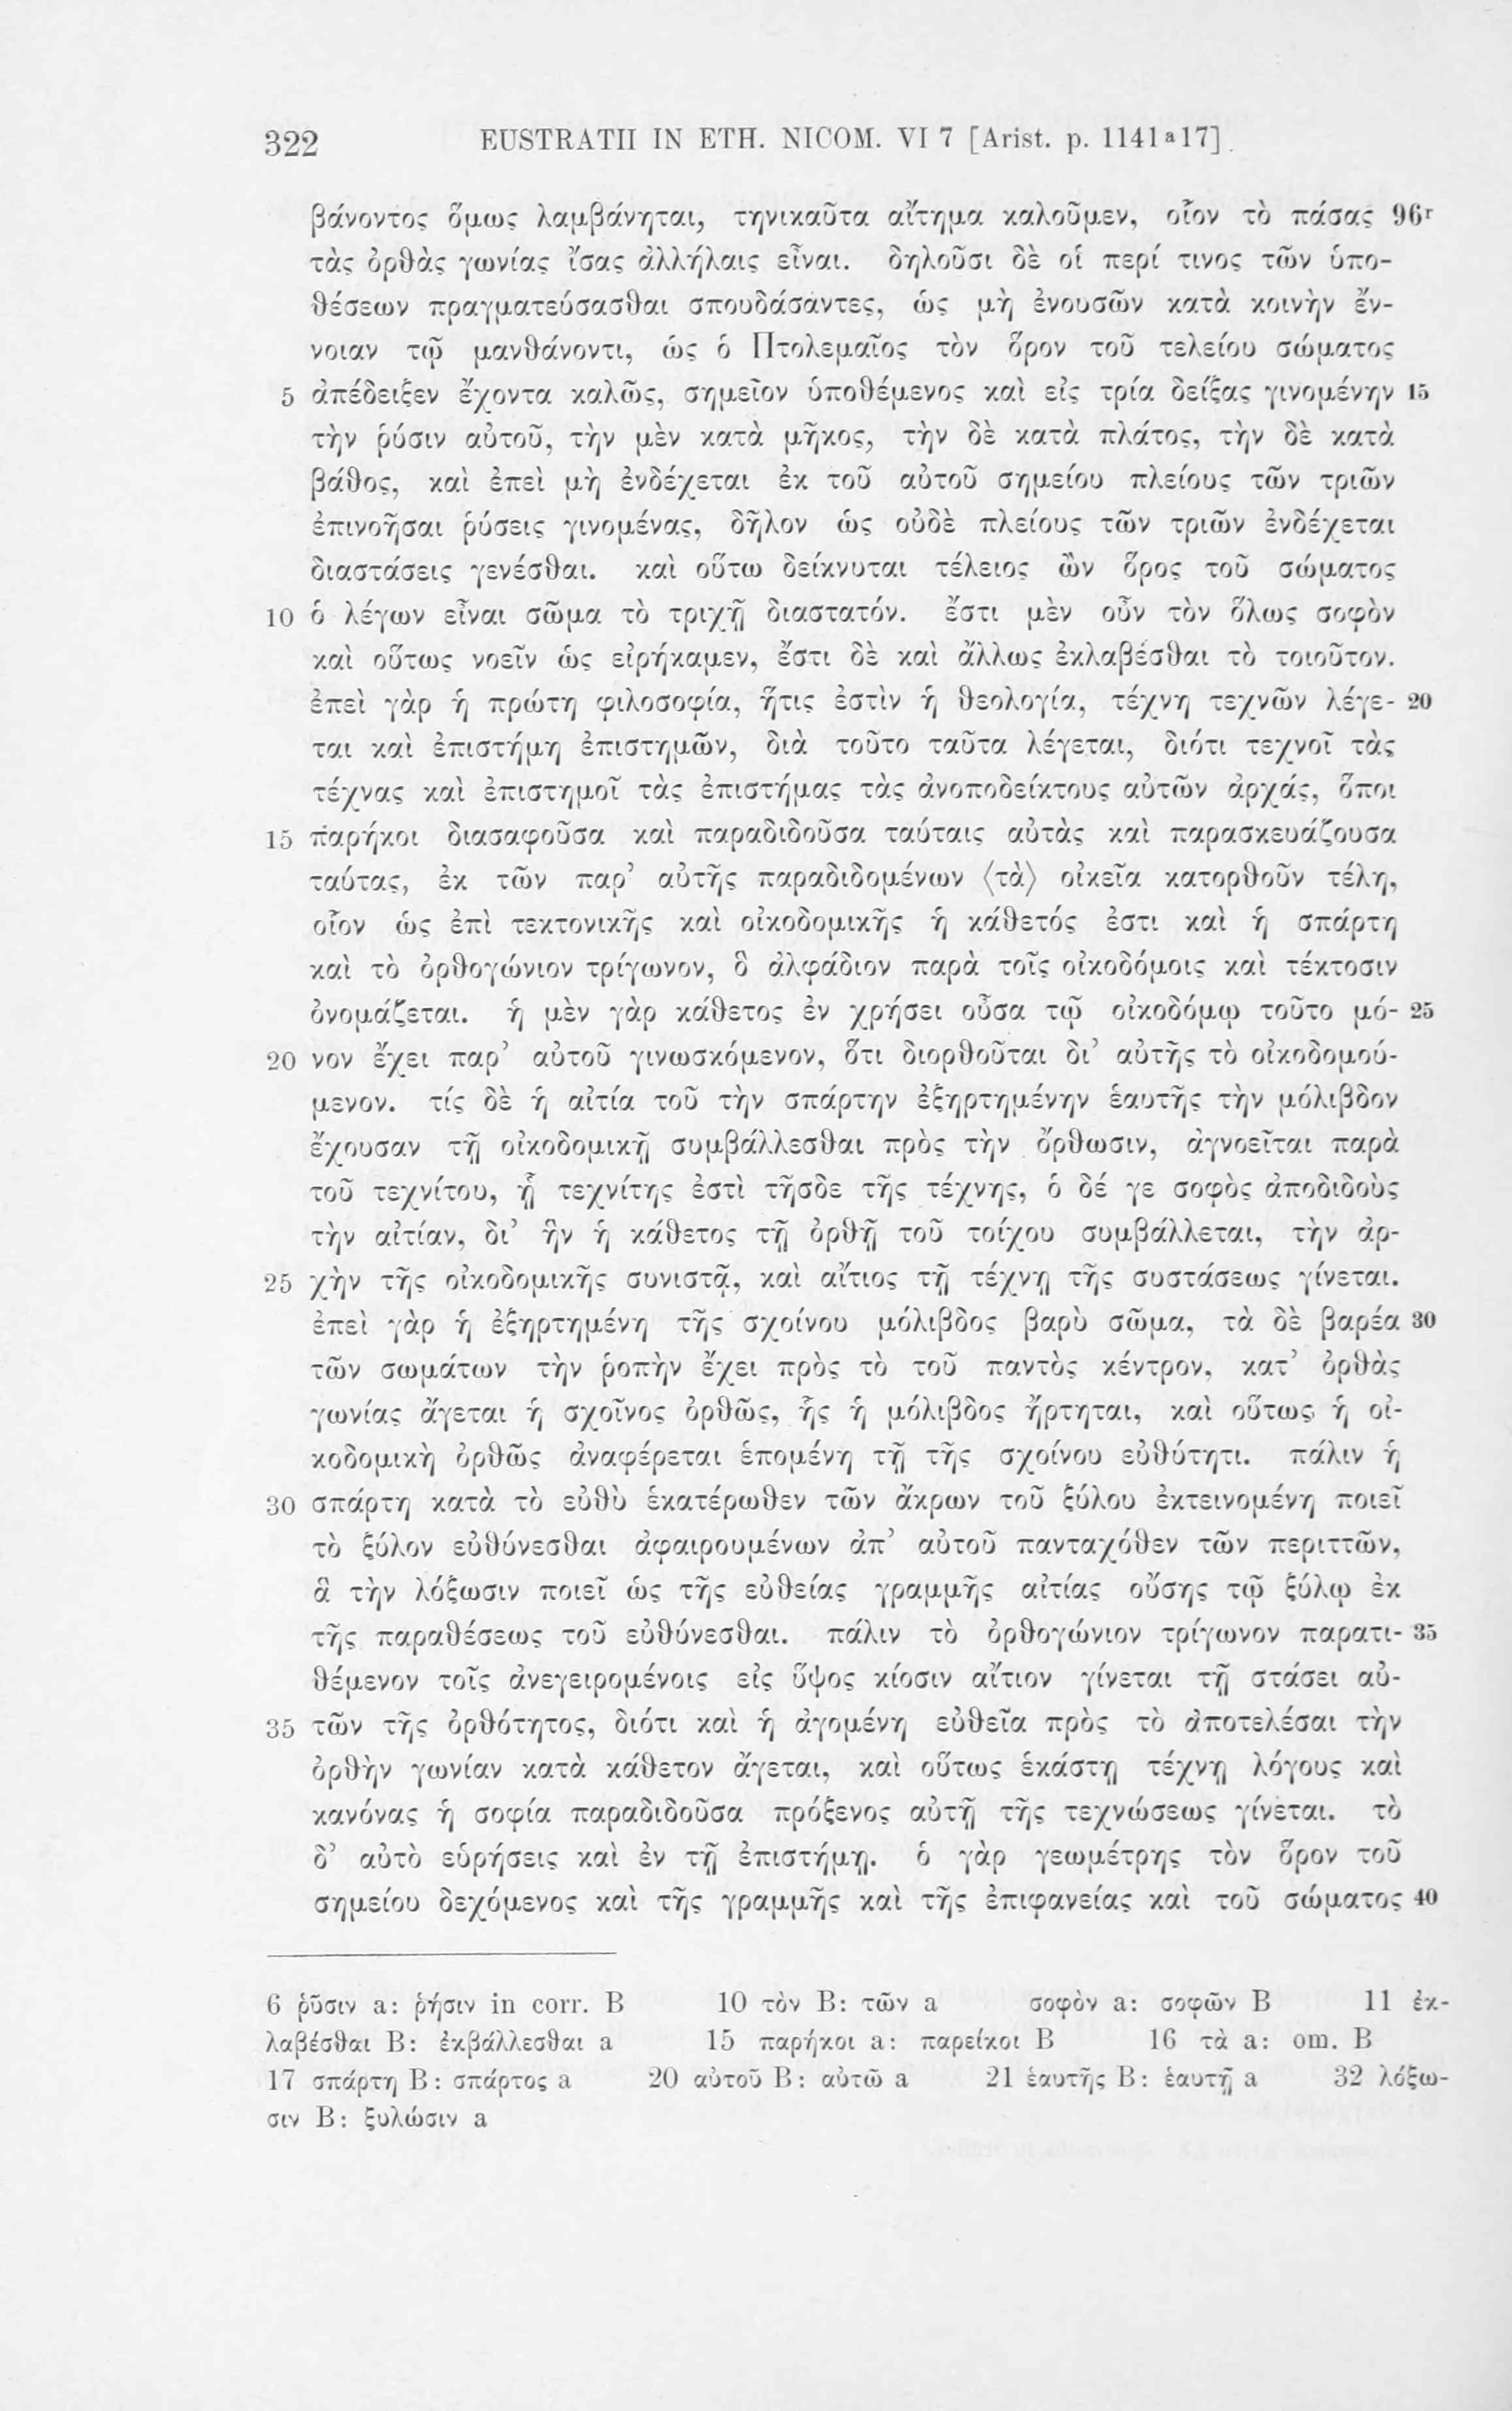 322 EUSTRATII IN ETH. NICOM. VI 7 [Arist. p. 1141a17]
βάνοντος ὅμως λαμβάνηται, τηνικαῦτα αἴτημα καλοῦμεν, οἷον τὸ πάσας 96r
τὰς ὀρθὰς γωνίας ἴσας ἀλλήλαις εἶναι. δηλοῦσι δὲ οἱ περί τινος τῶν ὑπο-
θέσεων πραγματεύσασθαι σπουδάσαντες, ὡς μὴ ἐνουσῶν κατὰ κοινὴν ἔν-
νοιαν τῷ μανθάνοντι, ὡς ὁ Πτολεμαῖος τὸν ὅρον τοῦ τελείου σώματος
5 ἀπέδειξεν ἔχοντα καλῶς, σημεῖον ὑποθέμενος καὶ εἰς τρία δείξας γινομένην 15
τὴν ῥύσιν αὐτοῦ, τὴν μὲν κατὰ μῆκος, τὴν δὲ κατὰ πλάτος, τὴν δὲ κατὰ
βάθος, καὶ ἐπεὶ μὴ ἐνδέχεται ἐκ τοῦ αὐτοῦ σημείου πλείους τῶν τριῶν
ἐπινοῆσαι ῥύσεις γινομένας, δῆλον ὡς οὐδὲ πλείους τῶν τριῶν ἐνδέχεται
διαστάσεις γενέσθαι. καὶ οὕτω δείκνυται τέλειος ὢν ὅρος τοῦ σώματος
10 ὁ λέγων εἶναι σῶμα τὸ τριχῇ διαστατόν. ἔστι μὲν οὖν τὸν ὅλως σοφὸν
καὶ οὕτως νοεῖν ὡς εἰρήκαμεν, ἔστι δὲ καὶ ἄλλως ἐκλαβέσθαι τὸ τοιοῦτον.
ἐπεὶ γὰρ ἡ πρώτη φιλοσοφία, ἥτις ἐστὶν ἡ θεολογία, τέχνη τεχνῶν λέγε- 20
ται καὶ ἐπιστήμη ἐπιστημῶν, διὰ τοῦτο ταῦτα λέγεται, διότι τεχνοῖ τὰς
τέχνας καὶ ἐπιστημοῖ τὰς ἐπιστήμας τὰς ἀνοποδείκτους αὐτῶν ἀρχάς, ὅποι
15 παρήκοι διασαφοῦσα καὶ παραδιδοῦσα ταύταις αὐτὰς καὶ παρασκευάζουσα
ταύτας, ἐκ τῶν παρ’ αὐτῆς παραδιδομένων ⟨τὰ⟩ οἰκεῖα κατορθοῦν τέλη,
οἷον ὡς ἐπὶ τεκτονικῆς καὶ οἰκοδομικῆς ἡ κάθετός ἐστι καὶ ἡ σπάρτη
καὶ τὸ ὀρθογώνιον τρίγωνον, ὃ ἀλφάδιον παρὰ τοῖς οἰκοδόμοις καὶ τέκτοσιν
ὀνομάζεται. ἡ μὲν γὰρ κάθετος ἐν χρήσει οὖσα τῷ οἰκοδόμῳ τοῦτο μό- 25
20 νον ἔχει παρ’ αὐτοῦ γινωσκόμενον, ὅτι διορθοῦται δι’ αὐτῆς τὸ οἰκοδομού-
μενον. τίς δὲ ἡ αἰτία τοῦ τὴν σπάρτην ἐξηρτημένην ἑαυτῆς τὴν μόλιβδον
ἔχουσαν τῇ οἰκοδομικῇ συμβάλλεσθαι πρὸς τὴν ὄρθωσιν, ἀγνοεῖται παρὰ
τοῦ τεχνίτου, ᾗ τεχνίτης ἐστὶ τῆσδε τῆς τέχνης, ὁ δέ γε σοφὸς ἀποδιδοὺς
τὴν αἰτίαν, δι’ ἣν ἡ κάθετος τῇ ὀρθῇ τοῦ τοίχου συμβάλλεται, τὴν ἀρ-
25 χὴν τῆς οἰκοδομικῆς συνιστᾷ, καὶ αἴτιος τῇ τέχνῃ τῆς συστάσεως γίνεται.
ἐπεὶ γὰρ ἡ ἐξηρτημένη τῆς σχοίνου μόλιβδος βαρὺ σῶμα, τὰ δὲ βαρέα 30
τῶν σωμάτων τὴν ῥοπὴν ἔχει πρὸς τὸ τοῦ παντὸς κέντρον, κατ’ ὀρθὰς
γωνίας ἄγεται ἡ σχοῖνος ὀρθῶς, ἧς ἡ μόλιβδος ἤρτηται, καὶ οὕτως ἡ οἰ-
κοδομικὴ ὀρθῶς ἀναφέρεται ἑπομένη τῇ τῆς σχοίνου εὐθύτητι. πάλιν ἡ
30 σπάρτη κατὰ τὸ εὐθὺ ἑκατέρωθεν τῶν ἄκρων τοῦ ξύλου ἐκτεινομένη ποιεῖ
τὸ ξύλον εὐθύνεσθαι ἀφαιρουμένων ἀπ’ αὐτοῦ πανταχόθεν τῶν περιττῶν,
ἃ τὴν λόξωσιν ποιεῖ ὡς τῆς εὐθείας γραμμῆς αἰτίας οὔσης τῷ ξύλῳ ἐκ
τῆς παραθέσεως τοῦ εὐθύνεσθαι. πάλιν τὸ ὀρθογώνιον τρίγωνον παρατι- 35
θέμενον τοῖς ἀνεγειρομένοις εἰς ὕψος κίοσιν αἴτιον γίνεται τῇ στάσει αὐ-
35 τῶν τῆς ὀρθότητος, διότι καὶ ἡ ἀγομένη εὐθεῖα πρὸς τὸ ἀποτελέσαι τὴν
ὀρθὴν γωνίαν κατὰ κάθετον ἄγεται, καὶ οὕτως ἑκάστῃ τέχνῃ λόγους καὶ
κανόνας ἡ σοφία παραδιδοῦσα πρόξενος αὐτῇ τῆς τεχνώσεως γίνεται. τὸ
δ’ αὐτὸ εὑρήσεις καὶ ἐν τῇ ἐπιστήμῃ. ὁ γὰρ γεωμέτρης τὸν ὅρον τοῦ
σημείου δεχόμενος καὶ τῆς γραμμῆς καὶ τῆς ἐπιφανείας καὶ τοῦ σώματος 40
6 ῥῦσιν a: ῥήσιν in corr. B 10 τὸν B: τῶν a σοφὸν a: σοφῶν B 11 ἐκ-
λαβέσθαι B: ἐκβάλλεσθαι a 15 παρήκοι a: παρείκοι B 16 τὰ a: om. B
17 σπάρτη B: σπάρτος a 20 αὐτοῦ B: αὐτῶ a 21 ἑαυτῆς B: ἑαυτῇ a 32 λόξω-
σιν B: ξυλώσιν a